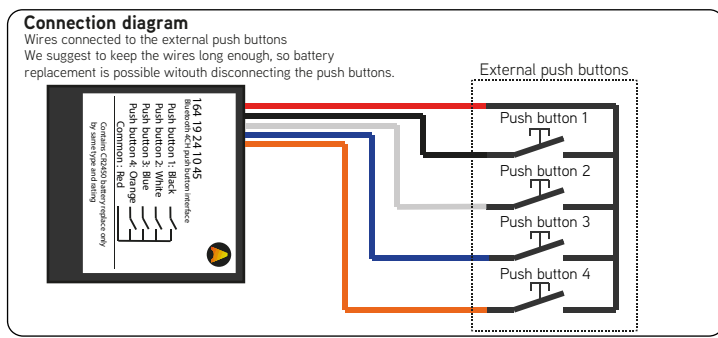 Connection diagram
Wires connected to the external push buttons
We suggest to keep the wires long enough, so battery
replacement is possible witouth disconnecting the push buttons.
External push buttons
Push button 1
Push button 2
Push button 3
Push button 4
164 19 24 10 45
Bluetooth 4CH push button interface
Push button 1: Black
Push button 2: White
Push button 3: Blue
Push button 4: Orange
Common : Red
Contains CR2450 battery replace only
by same type and rating